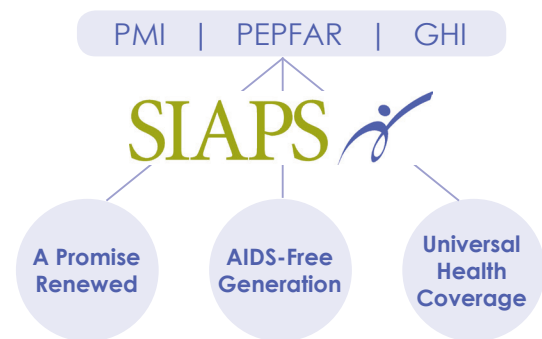 PMI | PEPFAR | GHI
SIAPS
A Promise
Renewed
AIDS-Free
Generation
Universal
Health
Coverage